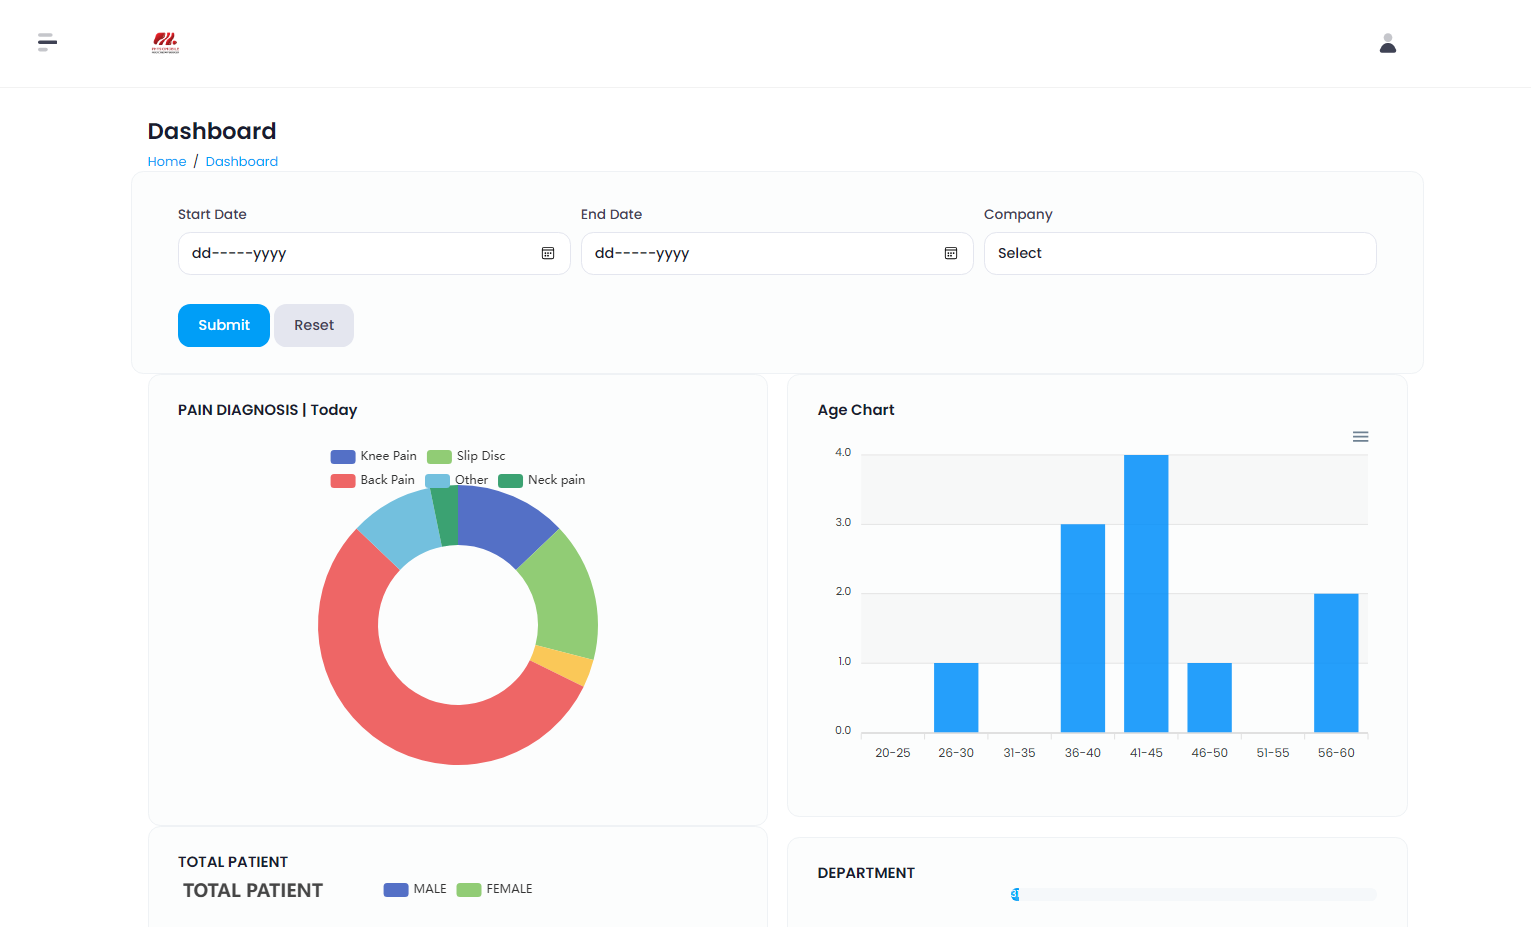 Dashboard
Home / Dashboard
Start Date
End Date
Company
dd-----yyyy
dd-----yyyy
Select
Submit
Reset
PAIN DIAGNOSIS | Today
Knee Pain
Slip Disc
Back Pain
Other
Neck pain
Age Chart
4.0
3.0
2.0
1.0
0.0
20-25
26-30
31-35
36-40
41-45
46-50
51-55
56-60
TOTAL PATIENT
TOTAL PATIENT
MALE
FEMALE
DEPARTMENT